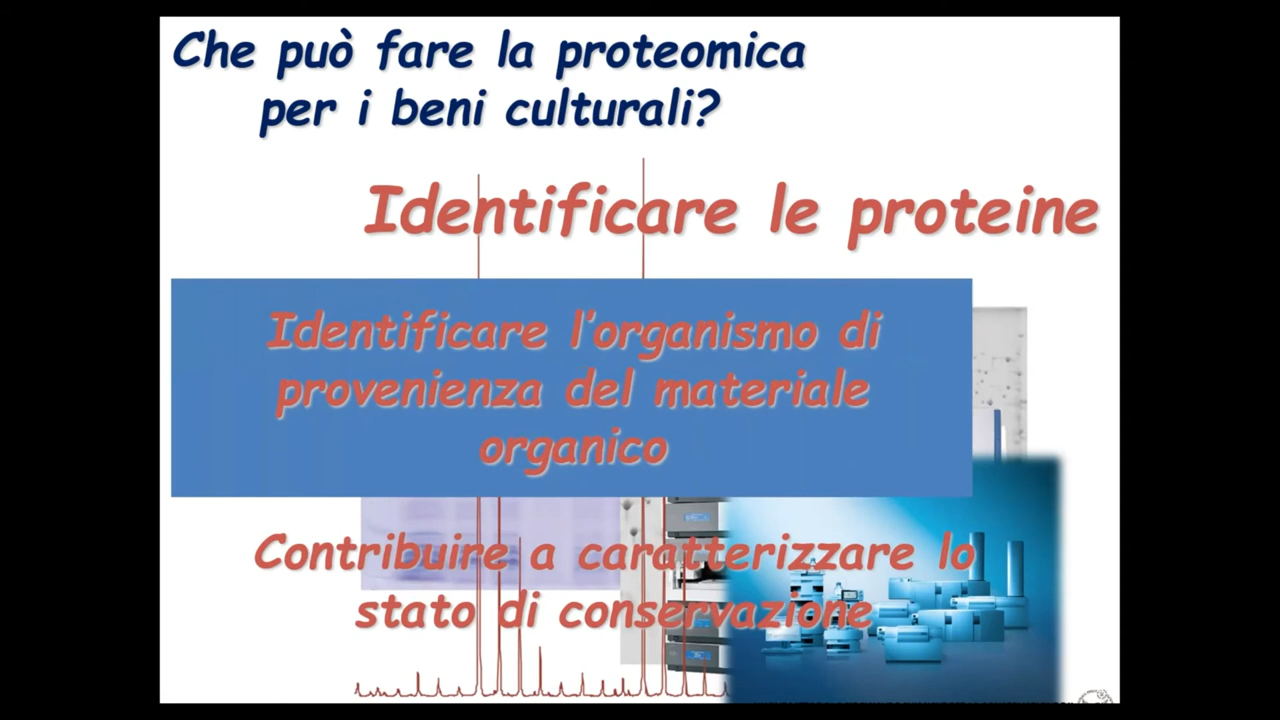 Che può fare la proteomica
per i beni culturali?
Identificare le proteine
Identificare l'organismo di
provenienza del materiale
organico
Contribuire a caratterizzare lo
stato di conservazione